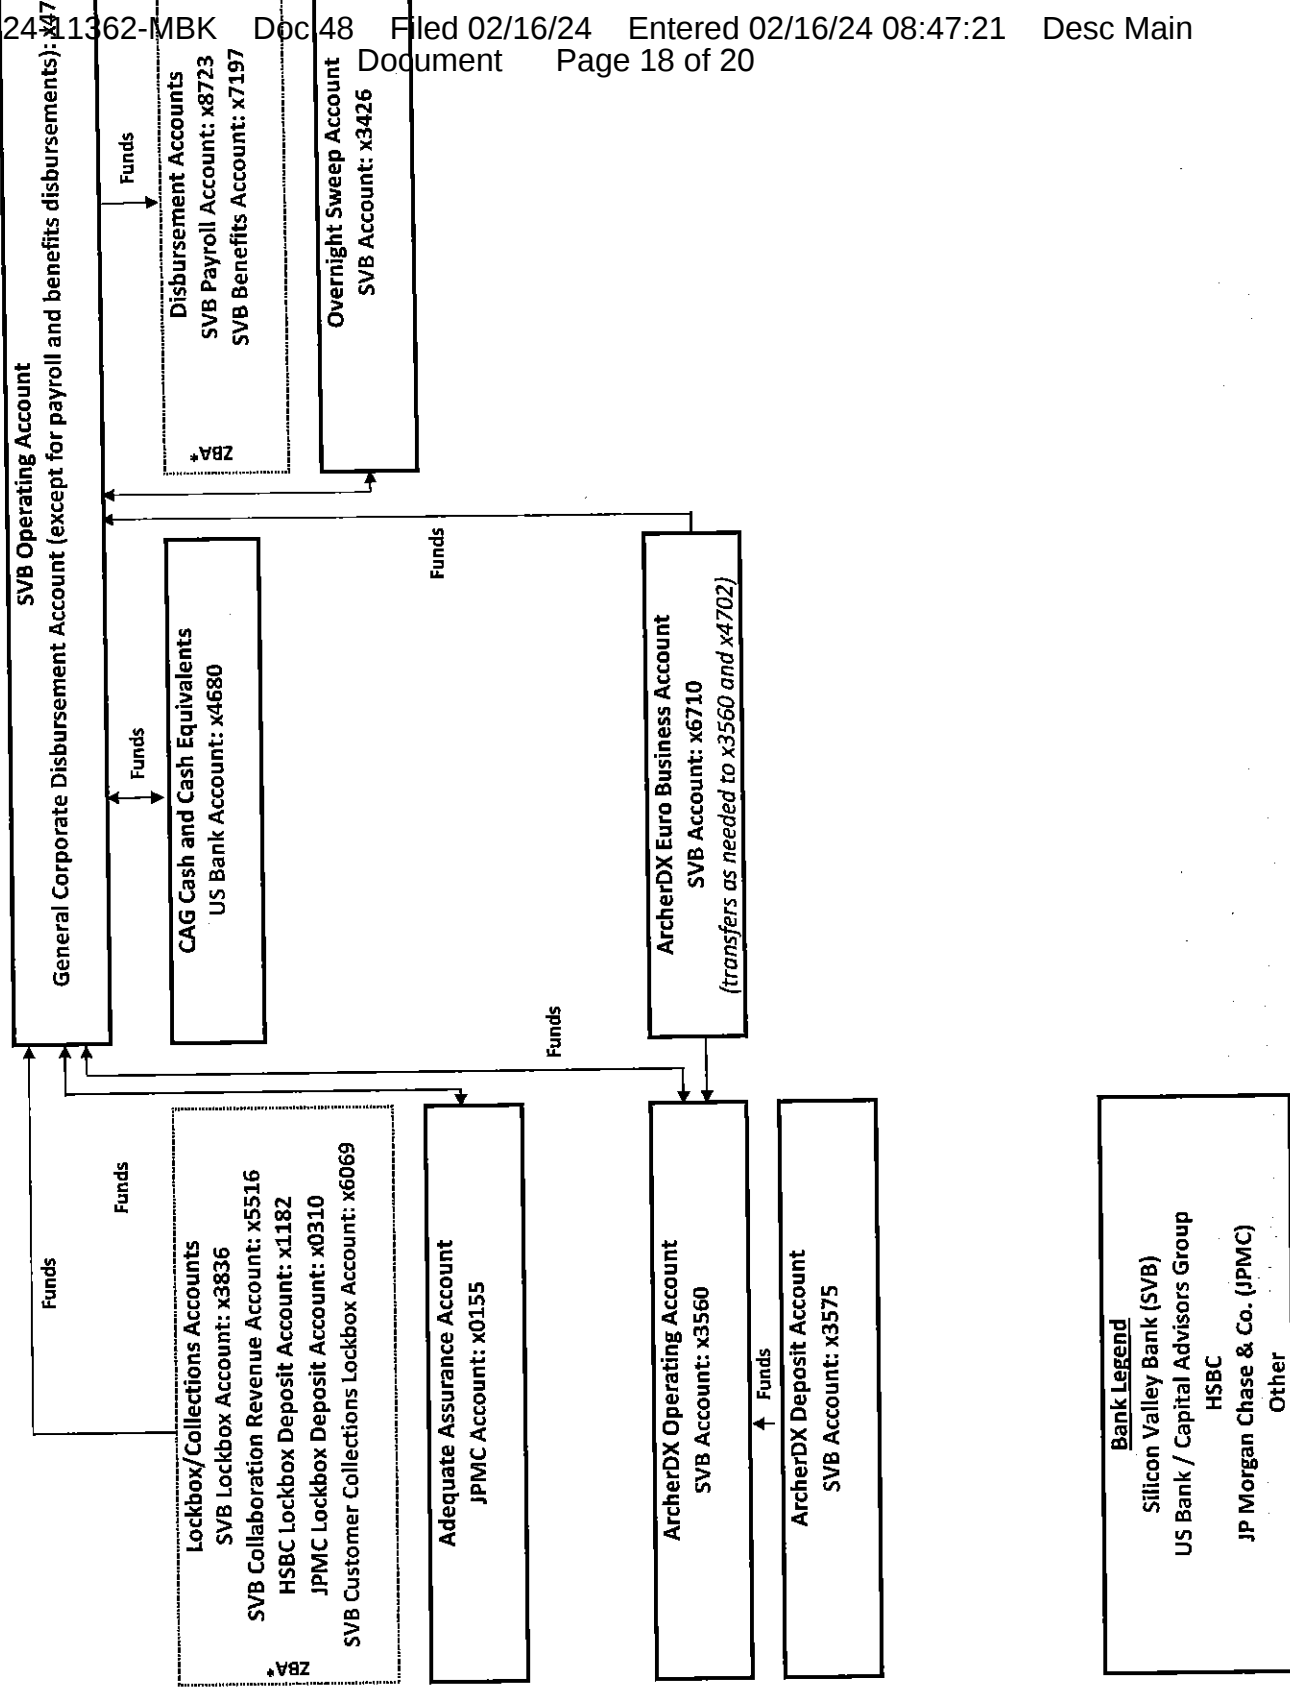 24-11362-MBK Doc 48 Filed 02/16/24 Entered 02/16/24 08:47:21 Desc Main
Document Page 18 of 20
SVB Operating Account
General Corporate Disbursement Account (except for payroll and benefits disbursements): x47
Funds
Funds
Funds
Funds
Lockbox/Collections Accounts
SVB Lockbox Account: x3836
SVB Collaboration Revenue Account: x5516
HSBC Lockbox Deposit Account: x1182
JPMC Lockbox Deposit Account: x0310
SVB Customer Collections Lockbox Account: x6069
ZBA*
CAG Cash and Cash Equivalents
US Bank Account: x4680
Disbursement Accounts
SVB Payroll Account: x8723
SVB Benefits Account: x7197
ZBA*
Overnight Sweep Account
SVB Account: x3426
Adequate Assurance Account
JPMC Account: x0155
Funds
Funds
ArcherDX Operating Account
SVB Account: x3560
ArcherDX Euro Business Account
SVB Account: x6710
(transfers as needed to x3560 and x4702)
Funds
ArcherDX Deposit Account
SVB Account: x3575
Bank Legend
Silicon Valley Bank (SVB)
US Bank / Capital Advisors Group
HSBC
JP Morgan Chase & Co. (JPMC)
Other